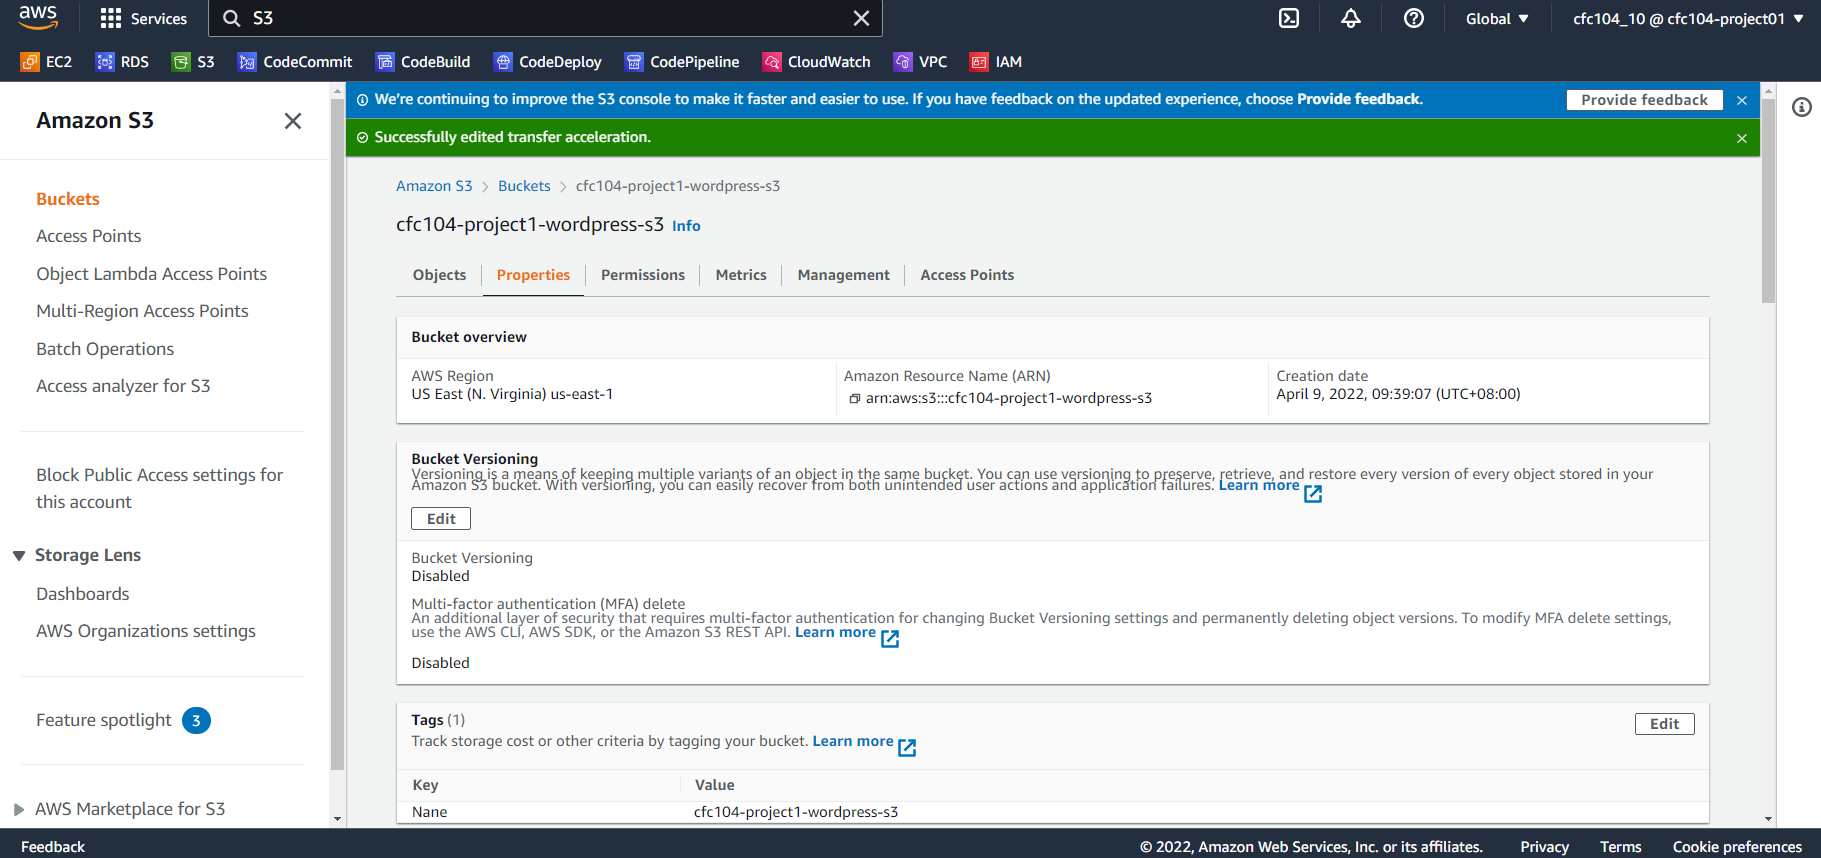 aws
Services
S3
Global
cfc104_10 @ cfc104-project01
EC2
RDS
S3
CodeCommit
CodeBuild
CodeDeploy
CodePipeline
CloudWatch
VPC
IAM
Amazon S3
Buckets
Access Points
Object Lambda Access Points
Multi-Region Access Points
Batch Operations
Access analyzer for S3
Block Public Access settings for
this account
Storage Lens
Dashboards
AWS Organizations settings
Feature spotlight 3
AWS Marketplace for S3
We're continuing to improve the S3 console to make it faster and easier to use. If you have feedback on the updated experience, choose Provide feedback.
Provide feedback
Successfully edited transfer acceleration.
Amazon S3 > Buckets > cfc104-project1-wordpress-s3
cfc104-project1-wordpress-s3 Info
Objects
Properties
Permissions
Metrics
Management
Access Points
Bucket overview
AWS Region
US East (N. Virginia) us-east-1
Amazon Resource Name (ARN)
arn:aws:s3:::cfc104-project1-wordpress-s3
Creation date
April 9, 2022, 09:39:07 (UTC+08:00)
Bucket Versioning
Versioning is a means of keeping multiple variants of an object in the same bucket. You can use versioning to preserve, retrieve, and restore every version of every object stored in your
Amazon S3 bucket. With versioning, you can easily recover from both unintended user actions and application failures. Learn more
Edit
Bucket Versioning
Disabled
Multi-factor authentication (MFA) delete
An additional layer of security that requires multi-factor authentication for changing Bucket Versioning settings and permanently deleting object versions. To modify MFA delete settings,
use the AWS CLI, AWS SDK, or the Amazon S3 REST API. Learn more
Disabled
Tags (1)
Track storage cost or other criteria by tagging your bucket. Learn more
Edit
Key
Value
Nane
cfc104-project1-wordpress-s3
Feedback
© 2022, Amazon Web Services, Inc. or its affiliates.
Privacy
Terms
Cookie preferences